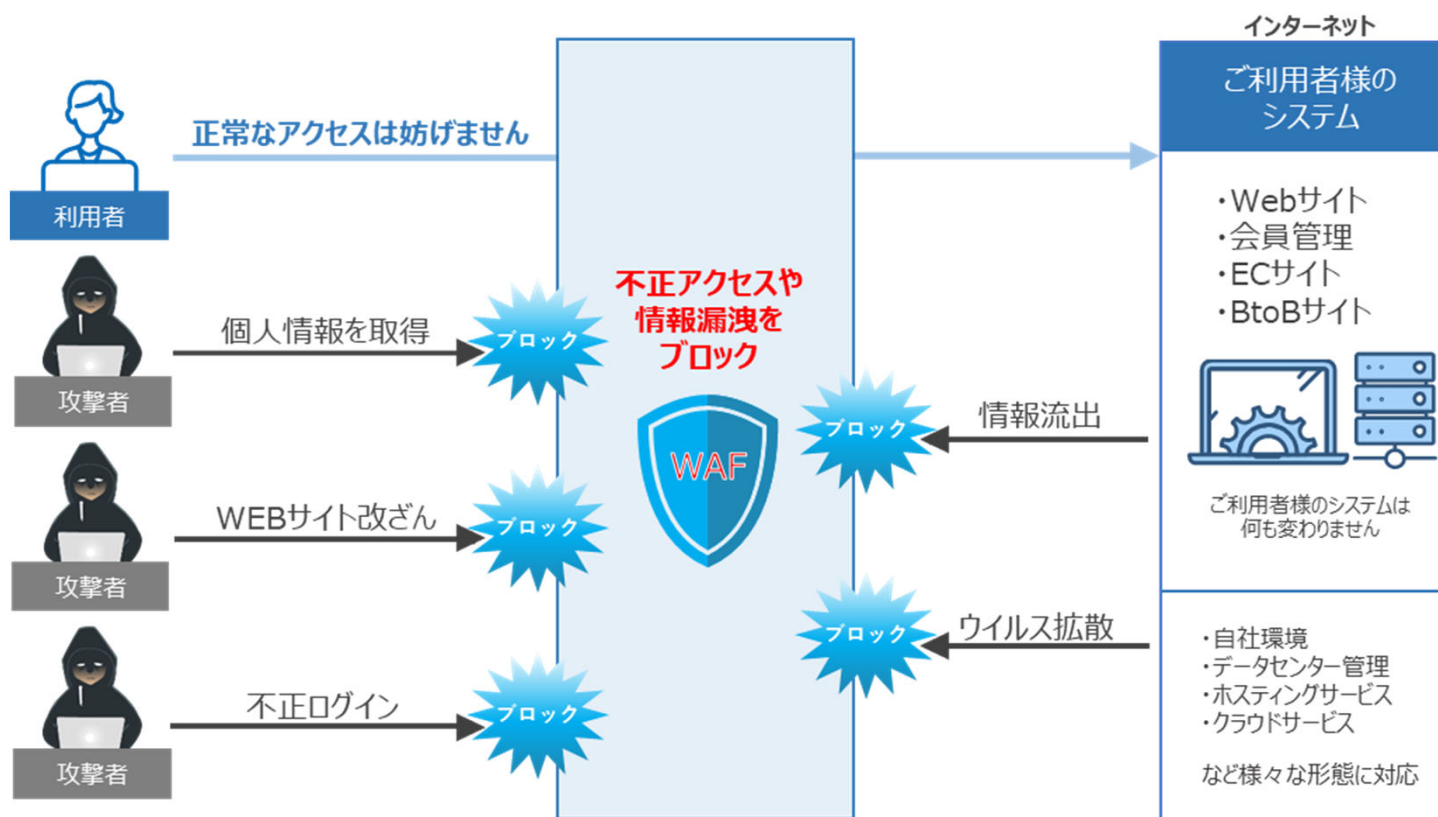 インターネット
ご利用者様の
システム
正常なアクセスは妨げません
利用者
・Webサイト
・会員管理
・ECサイト
・BtoBサイト
不正アクセスや
情報漏洩を
ブロック
個人情報を取得
ブロック
攻撃者
WAF
ブロック
情報流出
WEBサイト改ざん
ブロック
攻撃者
ご利用者様のシステムは
何も変わりません
ブロック
ウイルス拡散
不正ログイン
ブロック
攻撃者
・自社環境
・データセンター管理
・ホスティングサービス
・クラウドサービス
など様々な形態に対応